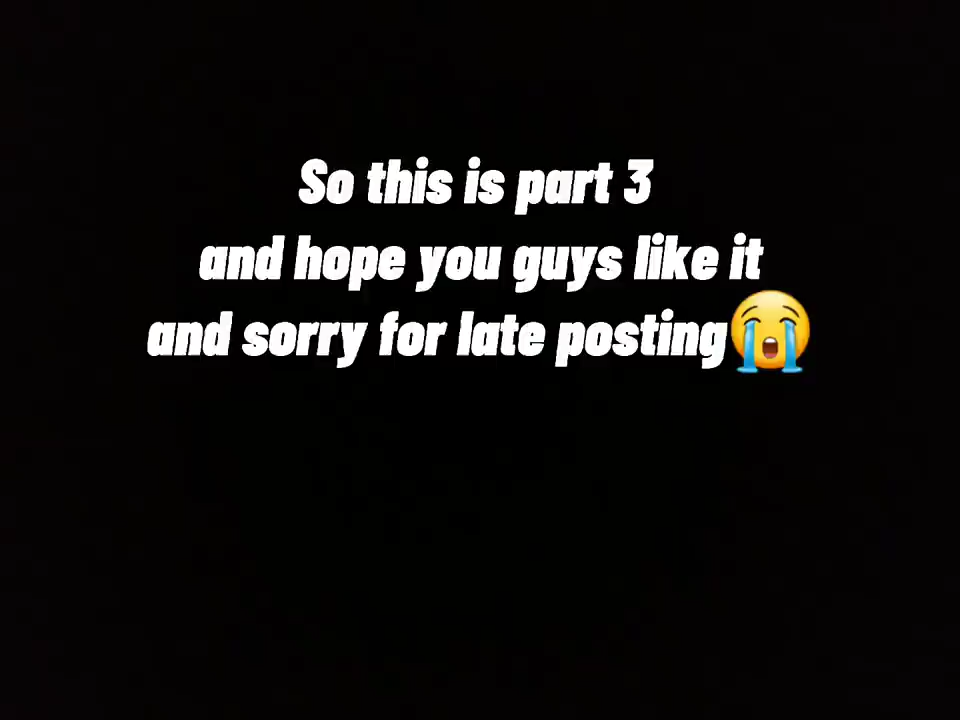 So this is part 3
and hope you guys like it
and sorry for late posting😭